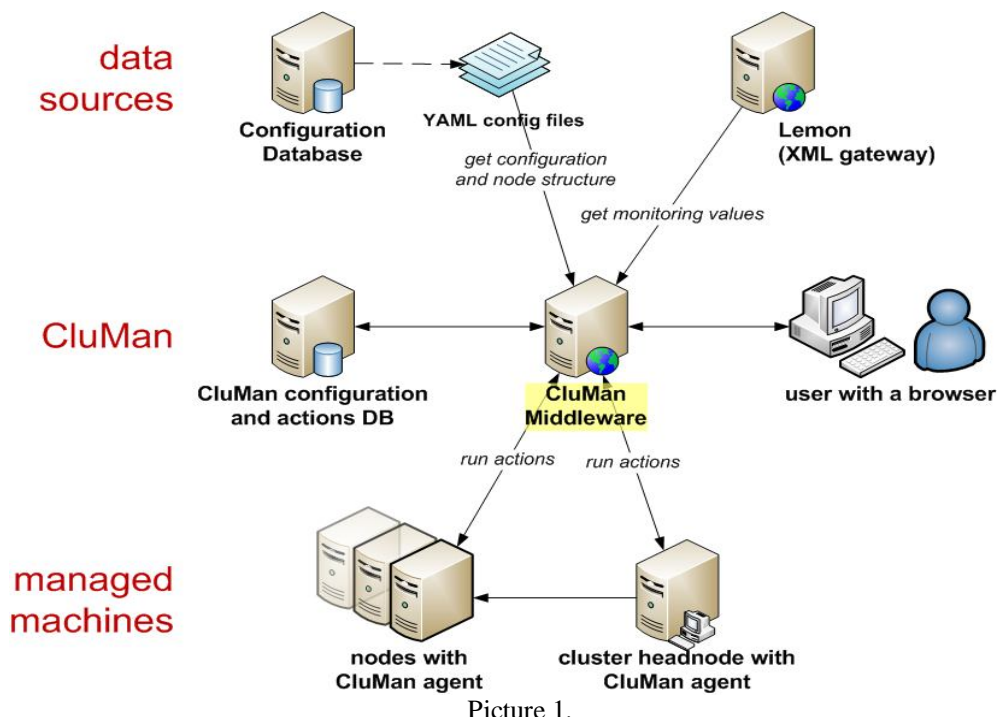 data
sources
Configuration
Database
YAML config files
Lemon
(XML gateway)
get configuration
and node structure
get monitoring values
CluMan
CluMan configuration
and actions DB
CluMan
Middleware
user with a browser
run actions
run actions
managed
machines
nodes with
CluMan agent
cluster headnode with
CluMan agent
Picture 1.